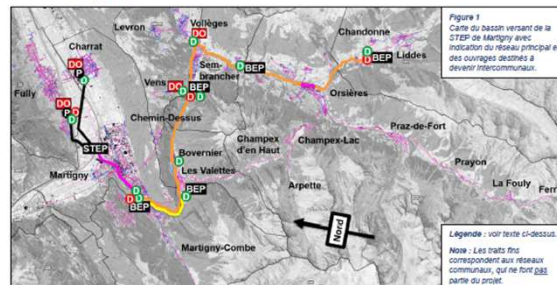 Figure 1
Carte du bassin versant de la
STEP de Martigny avec
indication du réseau principal et
des ouvrages destinés à
devenir intercommunaux.
Levron
Vollèges
DO
D
Charrat
DO
P
D
Fully
DO
P
D
Vens
DO
D
Sem-
brancher
BEP
D
D
D
BEP
Chandonne
D
D
BEP
Liddes
Orsières
Chemin-Dessus
STEP
Martigny
Bovernier
D
Les Valettes
BEP
D
D
D
D
BEP
Champex
d'en Haut
Champex-Lac
Praz-de-Fort
Prayon
La Fouly
Arpette
Martigny-Combe
Nord
Légende : voir texte ci-dessus.
Note : Les traits fins
correspondent aux réseaux
communaux, qui ne font pas
partie du projet.